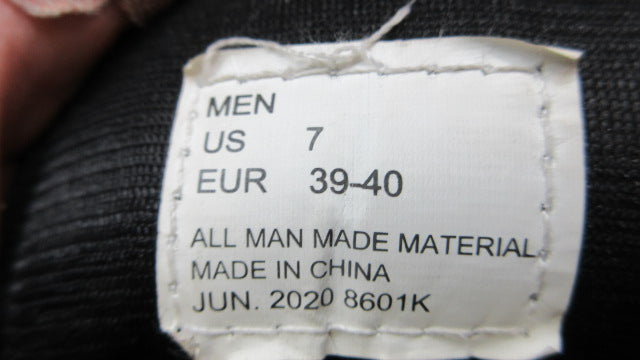 MEN
US 7
EUR 39-40
ALL MAN MADE MATERIAL
MADE IN CHINA
JUN. 2020 8601K